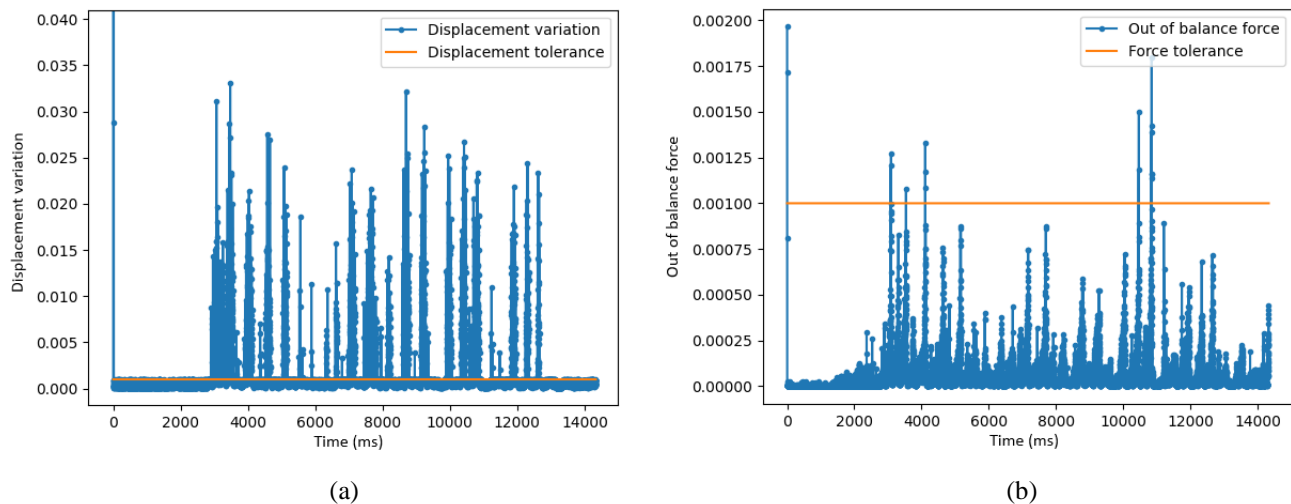 0.040
0.035
0.030
0.025
0.020
0.015
0.010
0.005
0.000
Displacement variation
Displacement variation
Displacement tolerance
0 2000 4000 6000 8000 10000 12000 14000
Time (ms)
(a)
0.00200
0.00175
0.00150
0.00125
0.00100
0.00075
0.00050
0.00025
0.00000
Out of balance force
Out of balance force
Force tolerance
0 2000 4000 6000 8000 10000 12000 14000
Time (ms)
(b)